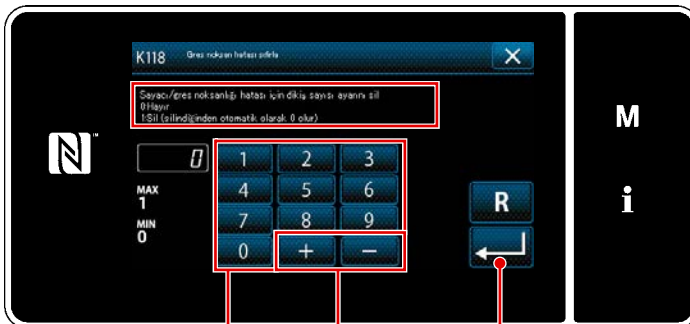 K118 Gres noksan hatası sıfırla
Sayacı/gres noksanlığı hatası için dikiş sayısı ayarını sil
0:Hayır
1:Sil (silindiğinden otomatik olarak 0 olur)
0
1 2 3
MAX
1
4 5 6
R
MIN
0
7 8 9
0 + −
M
i
N